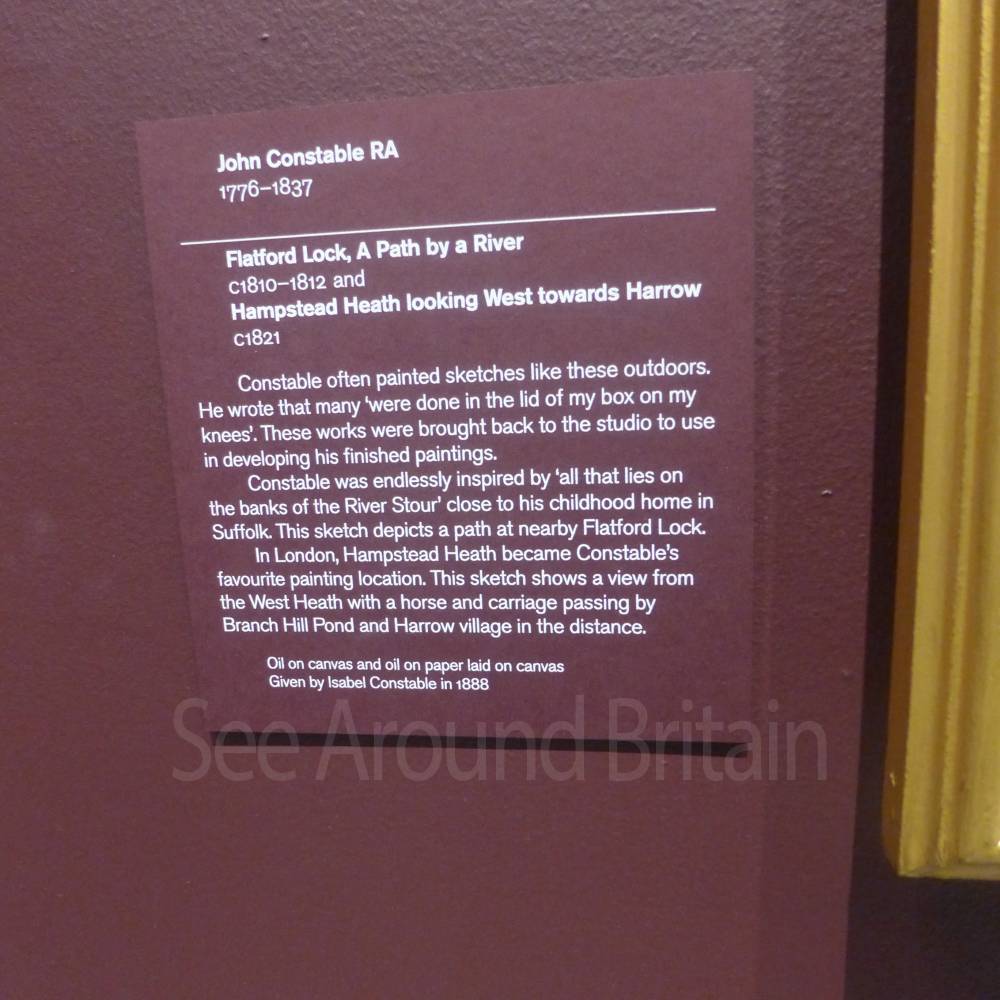 John Constable RA
1776–1837
Flatford Lock, A Path by a River
c1810–1812 and
Hampstead Heath looking West towards Harrow
c1821
Constable often painted sketches like these outdoors.
He wrote that many ‘were done in the lid of my box on my
knees’. These works were brought back to the studio to use
in developing his finished paintings.
Constable was endlessly inspired by ‘all that lies on
the banks of the River Stour’ close to his childhood home in
Suffolk. This sketch depicts a path at nearby Flatford Lock.
In London, Hampstead Heath became Constable’s
favourite painting location. This sketch shows a view from
the West Heath with a horse and carriage passing by
Branch Hill Pond and Harrow village in the distance.
Oil on canvas and oil on paper laid on canvas
Given by Isabel Constable in 1888
See Around Britain